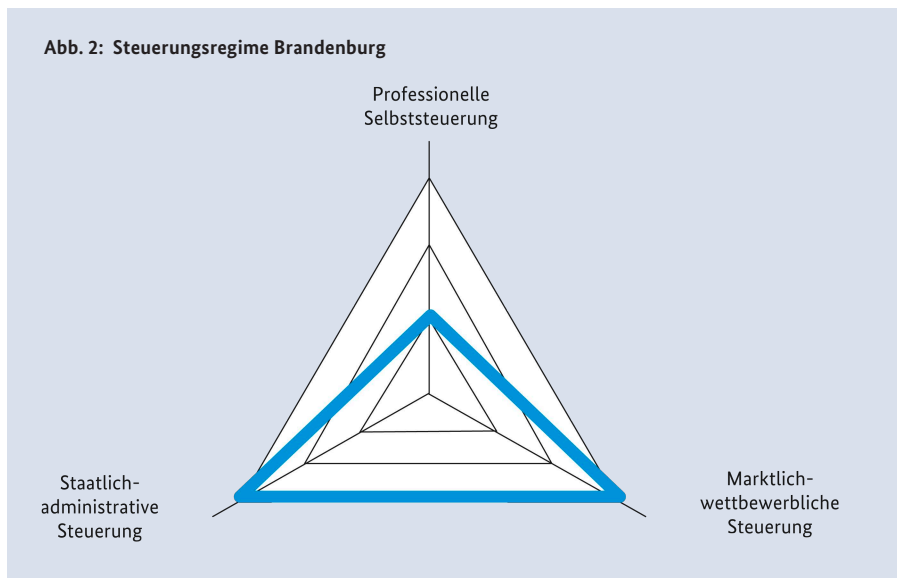 Abb. 2: Steuerungsregime Brandenburg
Professionelle
Selbststeuerung
Staatlich-
administrative
Steuerung
Marktlich-
wettbewerbliche
Steuerung